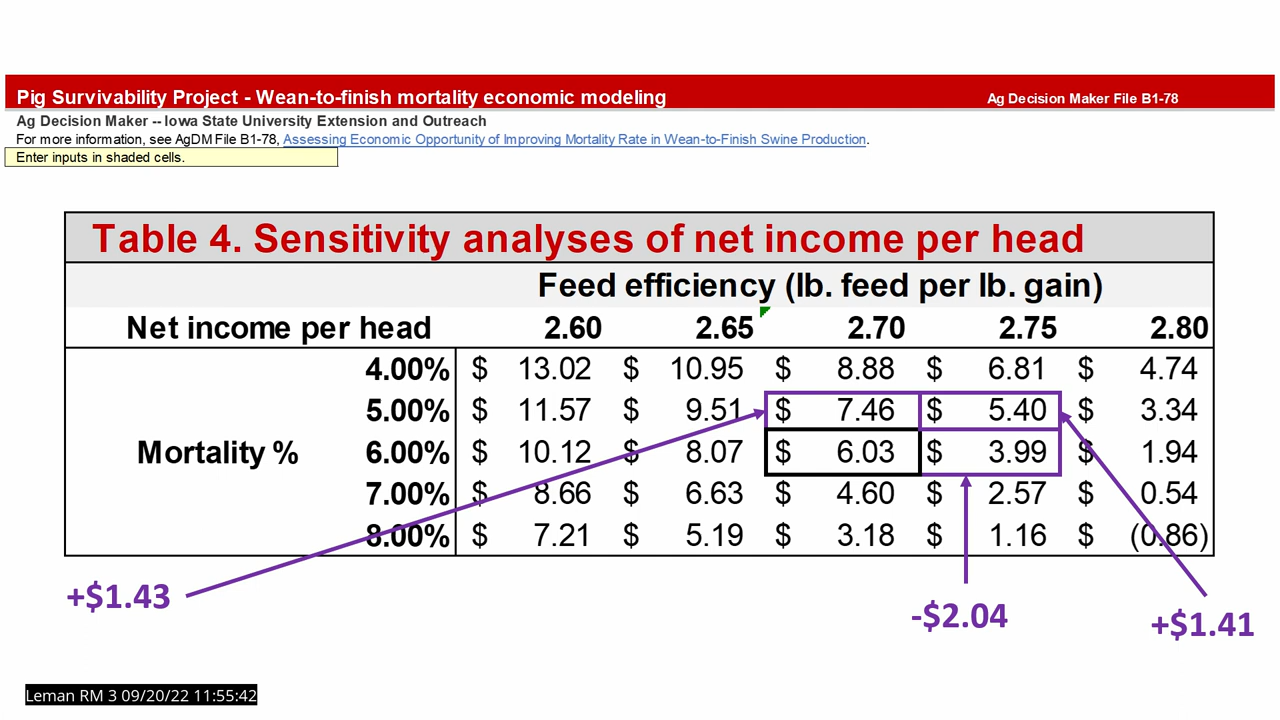 Pig Survivability Project - Wean-to-finish mortality economic modeling Ag Decision Maker File B1-78
Ag Decision Maker -- Iowa State University Extension and Outreach
For more information, see AgDM File B1-78, Assessing Economic Opportunity of Improving Mortality Rate in Wean-to-Finish Swine Production.
Enter inputs in shaded cells.
Table 4. Sensitivity analyses of net income per head
Feed efficiency (lb. feed per lb. gain)
Net income per head 2.60 2.65 2.70 2.75 2.80
4.00% $ 13.02 $ 10.95 $ 8.88 $ 6.81 $ 4.74
5.00% $ 11.57 $ 9.51 $ 7.46 $ 5.40 $ 3.34
Mortality % 6.00% $ 10.12 $ 8.07 $ 6.03 $ 3.99 $ 1.94
7.00% $ 8.66 $ 6.63 $ 4.60 $ 2.57 $ 0.54
8.00% $ 7.21 $ 5.19 $ 3.18 $ 1.16 $ (0.86)
+$1.43
-$2.04
+$1.41
Leman RM 3 09/20/22 11:55:42